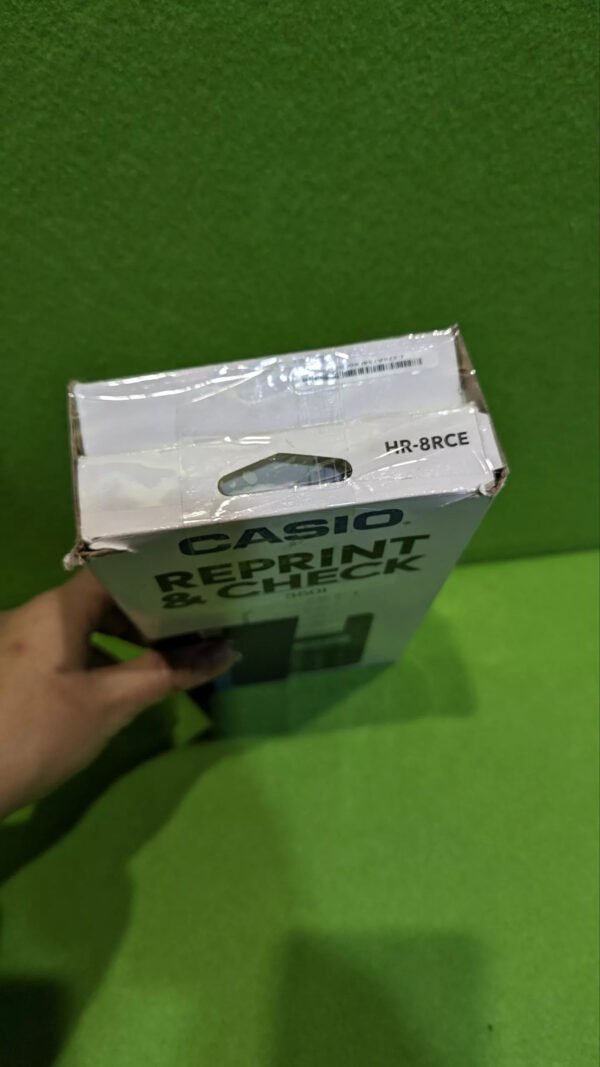 HR-8RCE
CASIO
REPRINT
& CHECK